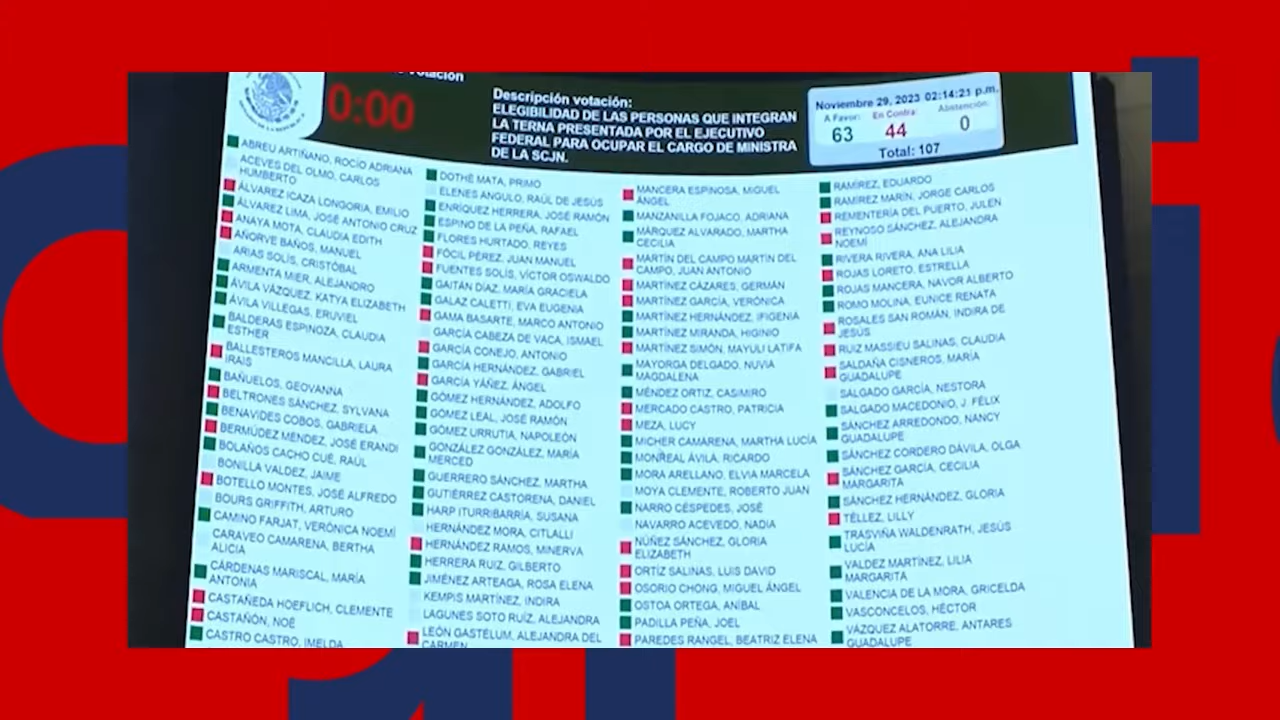 Votación
0:00
Descripción votación:
ELEGIBILIDAD DE LAS PERSONAS QUE INTEGRAN
LA TERNA PRESENTADA POR EL EJECUTIVO
FEDERAL PARA OCUPAR EL CARGO DE MINISTRA
DE LA SCJN.
Noviembre 29, 2023 02:14:21 p.m.
A Favor: En Contra: Abstención:
63 44 0
Total: 107
ABREU ARTIÑANO, ROCÍO ADRIANA
ACEVES DEL OLMO, CARLOS
HUMBERTO
ÁLVAREZ ICAZA LONGORIA, EMILIO
ÁLVAREZ LIMA, JOSÉ ANTONIO CRUZ
ANAYA MOTA, CLAUDIA EDITH
AÑORVE BAÑOS, MANUEL
ARIAS SOLÍS, CRISTÓBAL
ARMENTA MIER, ALEJANDRO
ÁVILA VÁZQUEZ, KATYA ELIZABETH
ÁVILA VILLEGAS, ERUVIEL
BALDERAS ESPINOZA, CLAUDIA
ESTHER
BALLESTEROS MANCILLA, LAURA
IRAIS
BAÑUELOS, GEOVANNA
BELTRONES SÁNCHEZ, SYLVANA
BENAVIDES COBOS, GABRIELA
BERMÚDEZ MÉNDEZ, JOSÉ ERANDI
BOLAÑOS CACHO CUÉ, RAÚL
BONILLA VALDEZ, JAIME
BOTELLO MONTES, JOSÉ ALFREDO
BOURS GRIFFITH, ARTURO
CAMINO FARJAT, VERÓNICA NOEMÍ
CARAVEO CAMARENA, BERTHA
ALICIA
CÁRDENAS MARISCAL, MARÍA
ANTONIA
CASTAÑEDA HOEFLICH, CLEMENTE
CASTAÑÓN, NOÉ
CASTRO CASTRO, IMELDA
DOTHÉ MATA, PRIMO
ELENES ANGULO, RAÚL DE JESÚS
ENRÍQUEZ HERRERA, JOSÉ RAMÓN
ESPINO DE LA PEÑA, RAFAEL
FLORES HURTADO, REYES
FÓCIL PÉREZ, JUAN MANUEL
FUENTES SOLÍS, VÍCTOR OSWALDO
GAITÁN DÍAZ, MARÍA GRACIELA
GALAZ CALETTI, EVA EUGENIA
GAMA BASARTE, MARCO ANTONIO
GARCÍA CABEZA DE VACA, ISMAEL
GARCÍA CONEJO, ANTONIO
GARCÍA HERNÁNDEZ, GABRIEL
GARCÍA YÁÑEZ, ÁNGEL
GÓMEZ HERNÁNDEZ, ADOLFO
GÓMEZ LEAL, JOSÉ RAMÓN
GÓMEZ URRUTIA, NAPOLEÓN
GONZÁLEZ GONZÁLEZ, MARÍA
MERCED
GUERRERO SÁNCHEZ, MARTHA
GUTIÉRREZ CASTORENA, DANIEL
HARP ITURRIBARRÍA, SUSANA
HERNÁNDEZ MORA, CITLALLI
HERNÁNDEZ RAMOS, MINERVA
HERRERA RUIZ, GILBERTO
JIMÉNEZ ARTEAGA, ROSA ELENA
KEMPIS MARTÍNEZ, INDIRA
LAGUNES SOTO RUÍZ, ALEJANDRA
LEÓN GASTÉLUM, ALEJANDRA DEL
CARMEN
MANCERA ESPINOSA, MIGUEL
ÁNGEL
MANZANILLA FOJACO, ADRIANA
MÁRQUEZ ALVARADO, MARTHA
CECILIA
MARTÍN DEL CAMPO MARTÍN DEL
CAMPO, JUAN ANTONIO
MARTÍNEZ CÁZARES, GERMÁN
MARTÍNEZ GARCÍA, VERÓNICA
MARTÍNEZ HERNÁNDEZ, IFIGENIA
MARTÍNEZ MIRANDA, HIGINIO
MARTÍNEZ SIMÓN, MAYULI LATIFA
MAYORGA DELGADO, NUVIA
MAGDALENA
MÉNDEZ ORTIZ, CASIMIRO
MERCADO CASTRO, PATRICIA
MEZA, LUCY
MICHER CAMARENA, MARTHA LUCÍA
MONREAL ÁVILA, RICARDO
MORA ARELLANO, ELVIA MARCELA
MOYA CLEMENTE, ROBERTO JUAN
NARRO CÉSPEDES, JOSÉ
NAVARRO ACEVEDO, NADIA
NÚÑEZ SÁNCHEZ, GLORIA
ELIZABETH
ORTÍZ SALINAS, LUIS DAVID
OSORIO CHONG, MIGUEL ÁNGEL
OSTOA ORTEGA, ANÍBAL
PADILLA PEÑA, JOEL
PAREDES RANGEL, BEATRIZ ELENA
RAMÍREZ, EDUARDO
RAMÍREZ MARÍN, JORGE CARLOS
REMENTERÍA DEL PUERTO, JULEN
REYNOSO SÁNCHEZ, ALEJANDRA
NOEMÍ
RIVERA RIVERA, ANA LILIA
ROJAS LORETO, ESTRELLA
ROJAS MANCERA, NAVOR ALBERTO
ROMO MOLINA, EUNICE RENATA
ROSALES SAN ROMÁN, INDIRA DE
JESÚS
RUIZ MASSIEU SALINAS, CLAUDIA
SALDAÑA CISNEROS, MARÍA
GUADALUPE
SALGADO GARCÍA, NESTORA
SALGADO MACEDONIO, J. FÉLIX
SÁNCHEZ ARREDONDO, NANCY
GUADALUPE
SÁNCHEZ CORDERO DÁVILA, OLGA
SÁNCHEZ GARCÍA, CECILIA
MARGARITA
SÁNCHEZ HERNÁNDEZ, GLORIA
TÉLLEZ, LILLY
TRASVIÑA WALDENRATH, JESÚS
LUCÍA
VALDEZ MARTÍNEZ, LILIA
MARGARITA
VALENCIA DE LA MORA, GRICELDA
VASCONCELOS, HÉCTOR
VÁZQUEZ ALATORRE, ANTARES
GUADALUPE